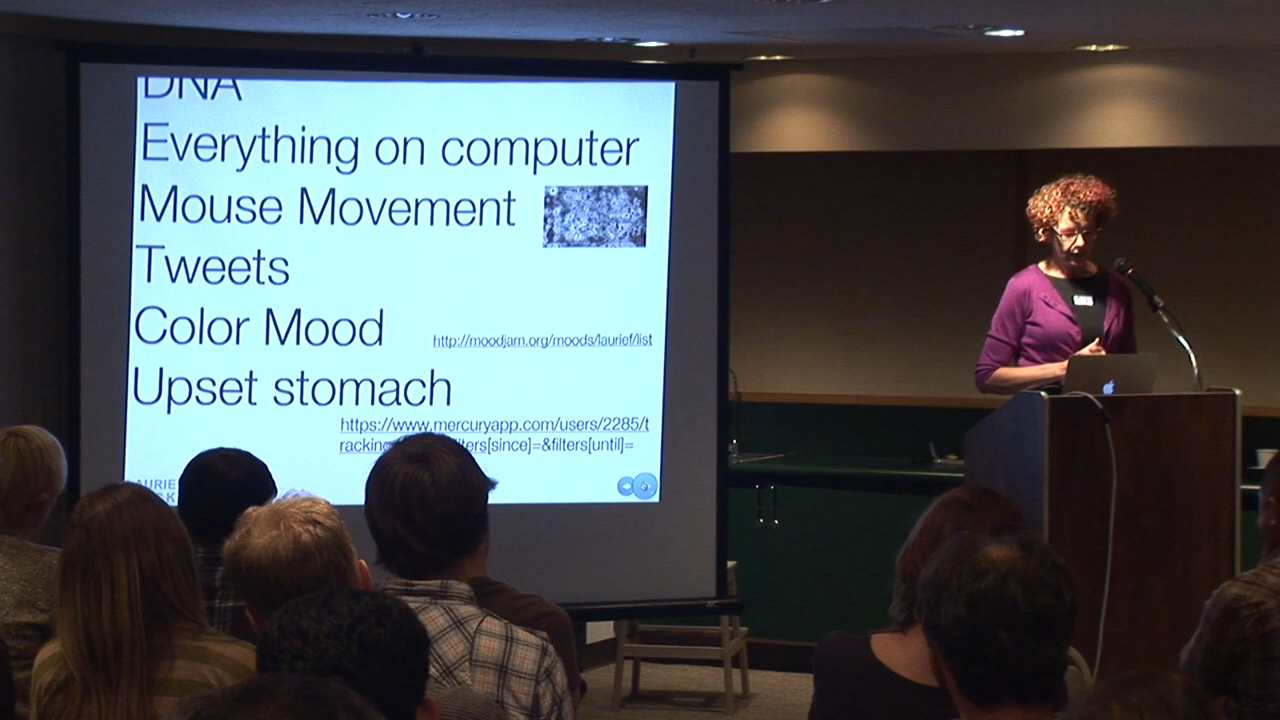 DNA
Everything on computer
Mouse Movement
Tweets
Color Mood
http://moodjam.org/moods/laurief/list
Upset stomach
https://www.mercuryapp.com/users/2285/t
filters[since]=&filters[until]=
LAURIE